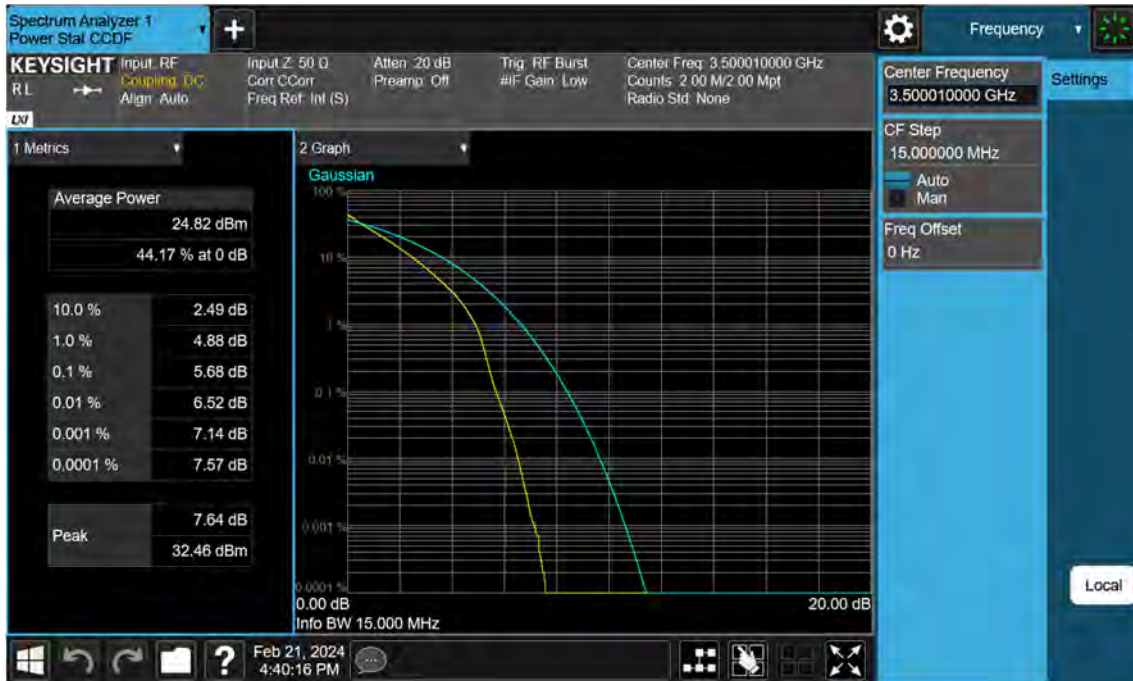 Spectrum Analyzer 1
Power Stat CCDF
Frequency
KEYSIGHT
RL
LXI
Input: RF
Coupling: DC
Align: Auto
Input Z: 50 Ω
Corr CCorr
Freq Ref: Int (S)
Atten: 20 dB
Preamp: Off
Trig: RF Burst
#IF Gain: Low
Center Freq: 3.500010000 GHz
Counts: 2.00 M/2.00 Mpt
Radio Std: None
Center Frequency
3.500010000 GHz
Settings
CF Step
15.000000 MHz
Auto
Man
Freq Offset
0 Hz
1 Metrics
Average Power
24.82 dBm
44.17 % at 0 dB
10.0 % 2.49 dB
1.0 % 4.88 dB
0.1 % 5.68 dB
0.01 % 6.52 dB
0.001 % 7.14 dB
0.0001 % 7.57 dB
Peak
7.64 dB
32.46 dBm
2 Graph
Gaussian
100 %
10 %
1 %
0.1 %
0.01 %
0.001 %
0.0001 %
0.00 dB 20.00 dB
Info BW 15.000 MHz
Local
?
Feb 21, 2024
4:40:16 PM